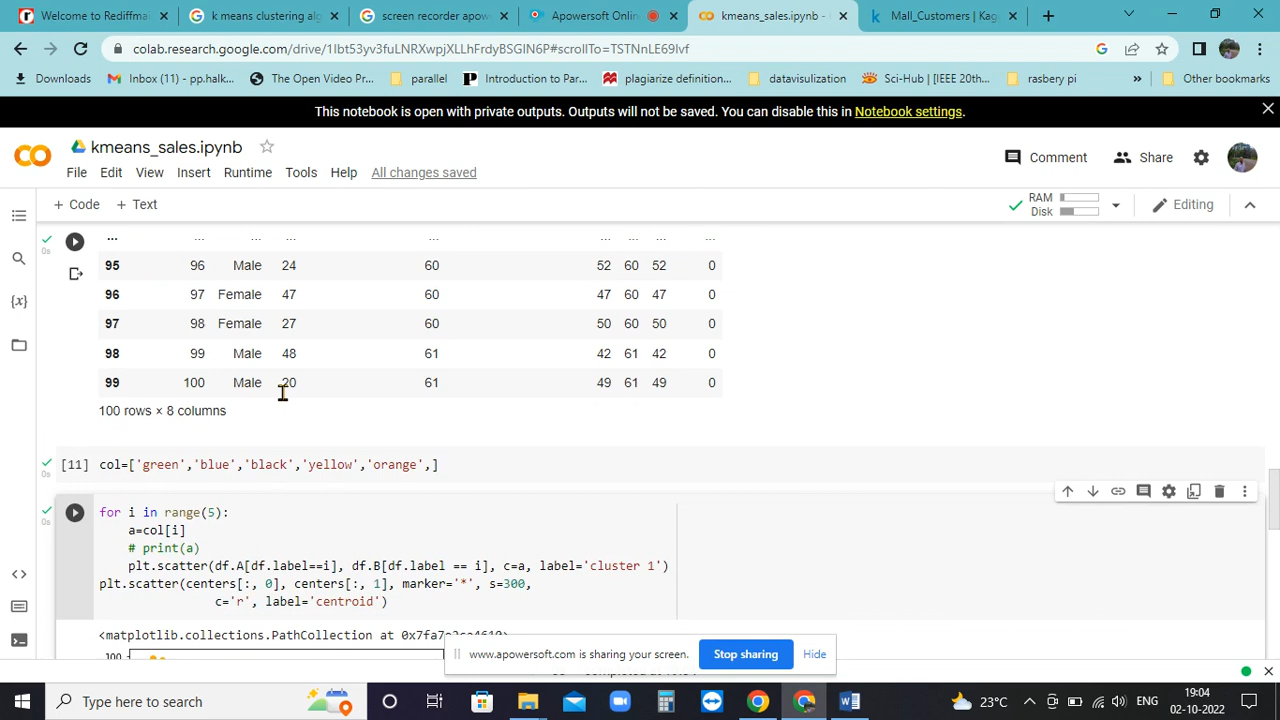 Welcome to Rediffmail
k means clustering alg
screen recorder apowe
Apowersoft Online
kmeans_sales.ipynb -
Mall_Customers | Kagg
colab.research.google.com/drive/1Ibt53yv3fuLNRXwpjXLLhFrdyBSGIN6P#scrollTo=TSTNnLE69Ivf
Downloads
Inbox (11) - pp.halk...
The Open Video Pr...
parallel
Introduction to Par...
plagiarize definition...
datavisulization
Sci-Hub | [IEEE 20th...
rasbery pi
»
Other bookmarks
This notebook is open with private outputs. Outputs will not be saved. You can disable this in Notebook settings.
kmeans_sales.ipynb
Comment
Share
File Edit View Insert Runtime Tools Help All changes saved
+ Code + Text
RAM
Disk
Editing
0s
... ... ... ... ... ... ... ...
95 96 Male 24 60 52 60 52 0
96 97 Female 47 60 47 60 47 0
97 98 Female 27 60 50 60 50 0
98 99 Male 48 61 42 61 42 0
99 100 Male 20 61 49 61 49 0
100 rows × 8 columns
[11] col=['green','blue','black','yellow','orange',]
0s
0s
for i in range(5):
a=col[i]
# print(a)
plt.scatter(df.A[df.label==i], df.B[df.label == i], c=a, label='cluster 1')
plt.scatter(centers[:, 0], centers[:, 1], marker='*', s=300,
c='r', label='centroid')
<matplotlib.collections.PathCollection at
100
www.apowersoft.com is sharing your screen.
Stop sharing
Hide
Type here to search
23°C
ENG
19:04
02-10-2022